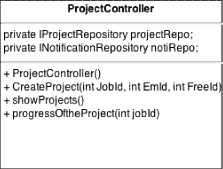 ProjectController
private IProjectRepository projectRepo;
private INotificationRepository notiRepo;
+ ProjectController()
+ CreateProject(int JobId, int EmId, int FreeId)
+ showProjects()
+ progressOftheProject(int jobId)